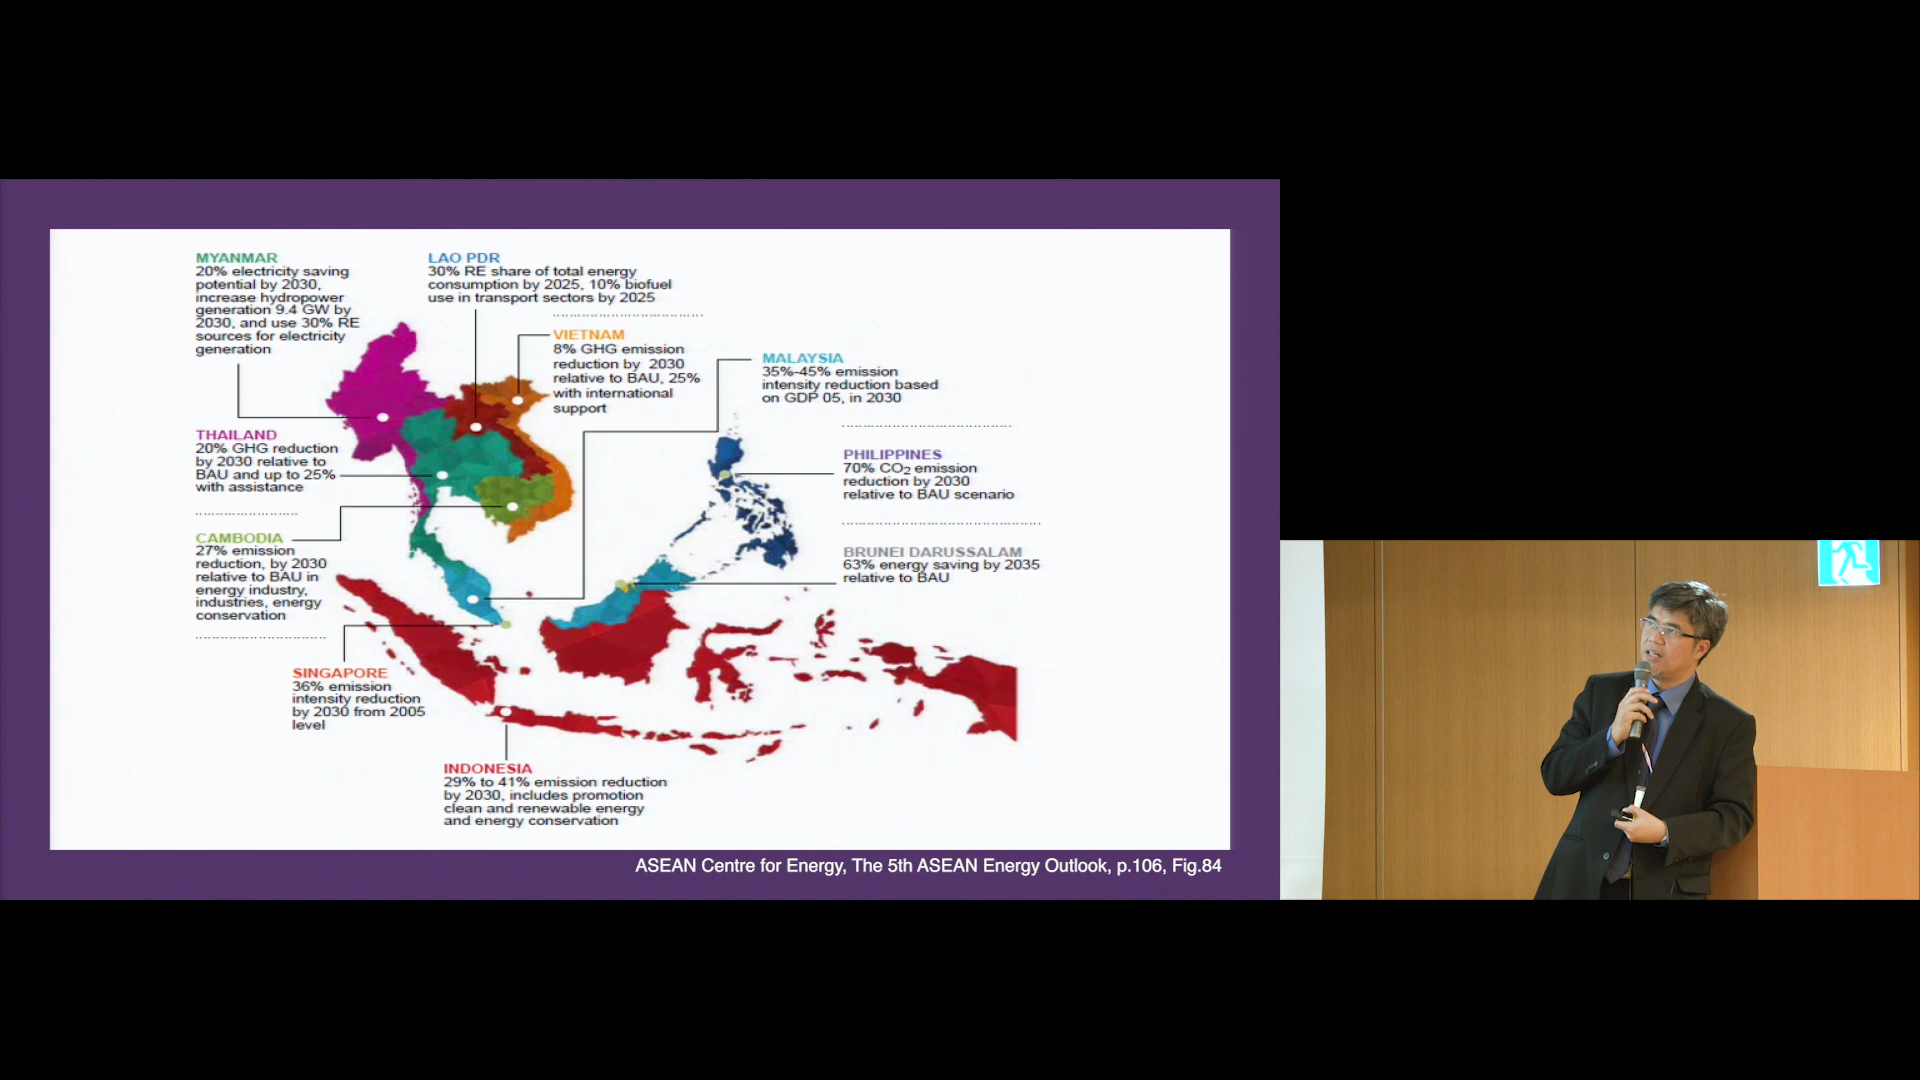 MYANMAR
20% electricity saving
potential by 2030,
increase hydropower
generation 9.4 GW by
2030, and use 30% RE
sources for electricity
generation
LAO PDR
30% RE share of total energy
consumption by 2025, 10% biofuel
use in transport sectors by 2025
VIETNAM
8% GHG emission
reduction by 2030
relative to BAU, 25%
with international
support
MALAYSIA
35%-45% emission
intensity reduction based
on GDP 05, in 2030
THAILAND
20% GHG reduction
by 2030 relative to
BAU and up to 25%
with assistance
PHILIPPINES
70% CO2 emission
reduction by 2030
relative to BAU scenario
CAMBODIA
27% emission
reduction, by 2030
relative to BAU in
energy industry,
industries, energy
conservation
BRUNEI DARUSSALAM
63% energy saving by 2035
relative to BAU
SINGAPORE
36% emission
intensity reduction
by 2030 from 2005
level
INDONESIA
29% to 41% emission reduction
by 2030, includes promotion
clean and renewable energy
and energy conservation
ASEAN Centre for Energy, The 5th ASEAN Energy Outlook, p.106, Fig.84